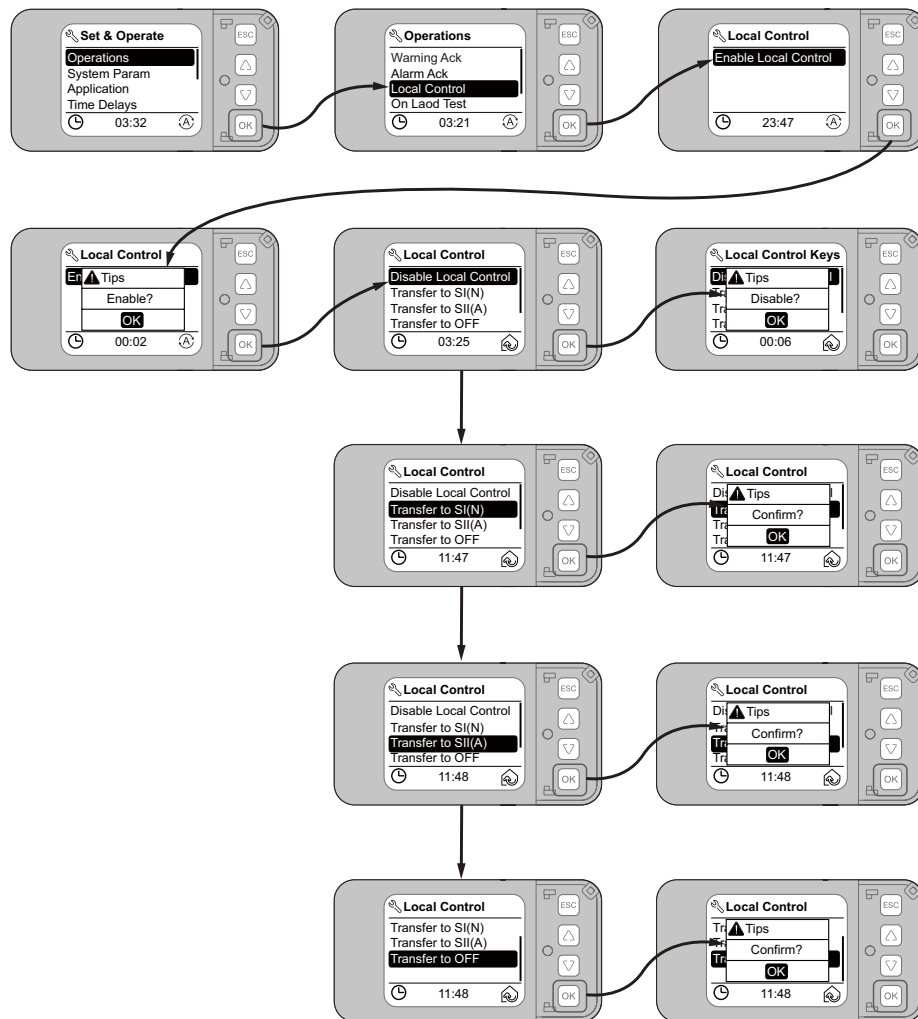 Set & Operate
Operations
System Param
Application
Time Delays
03:32 A
ESC
OK
Operations
Warning Ack
Alarm Ack
Local Control
On Laod Test
03:21 A
ESC
OK
Local Control
Enable Local Control
23:47 A
ESC
OK
Local Control
En
Tips
Enable?
OK
00:02 A
ESC
OK
Local Control
Disable Local Control
Transfer to SI(N)
Transfer to SII(A)
Transfer to OFF
03:25
ESC
OK
Local Control Keys
Tips
Disable?
OK
00:06
ESC
OK
Local Control
Disable Local Control
Transfer to SI(N)
Transfer to SII(A)
Transfer to OFF
11:47
ESC
OK
Local Control
Tips
Confirm?
OK
11:47
ESC
OK
Local Control
Disable Local Control
Transfer to SI(N)
Transfer to SII(A)
Transfer to OFF
11:48
ESC
OK
Local Control
Tips
Confirm?
OK
11:48
ESC
OK
Local Control
Transfer to SI(N)
Transfer to SII(A)
Transfer to OFF
11:48
ESC
OK
Local Control
Tips
Confirm?
OK
11:48
ESC
OK